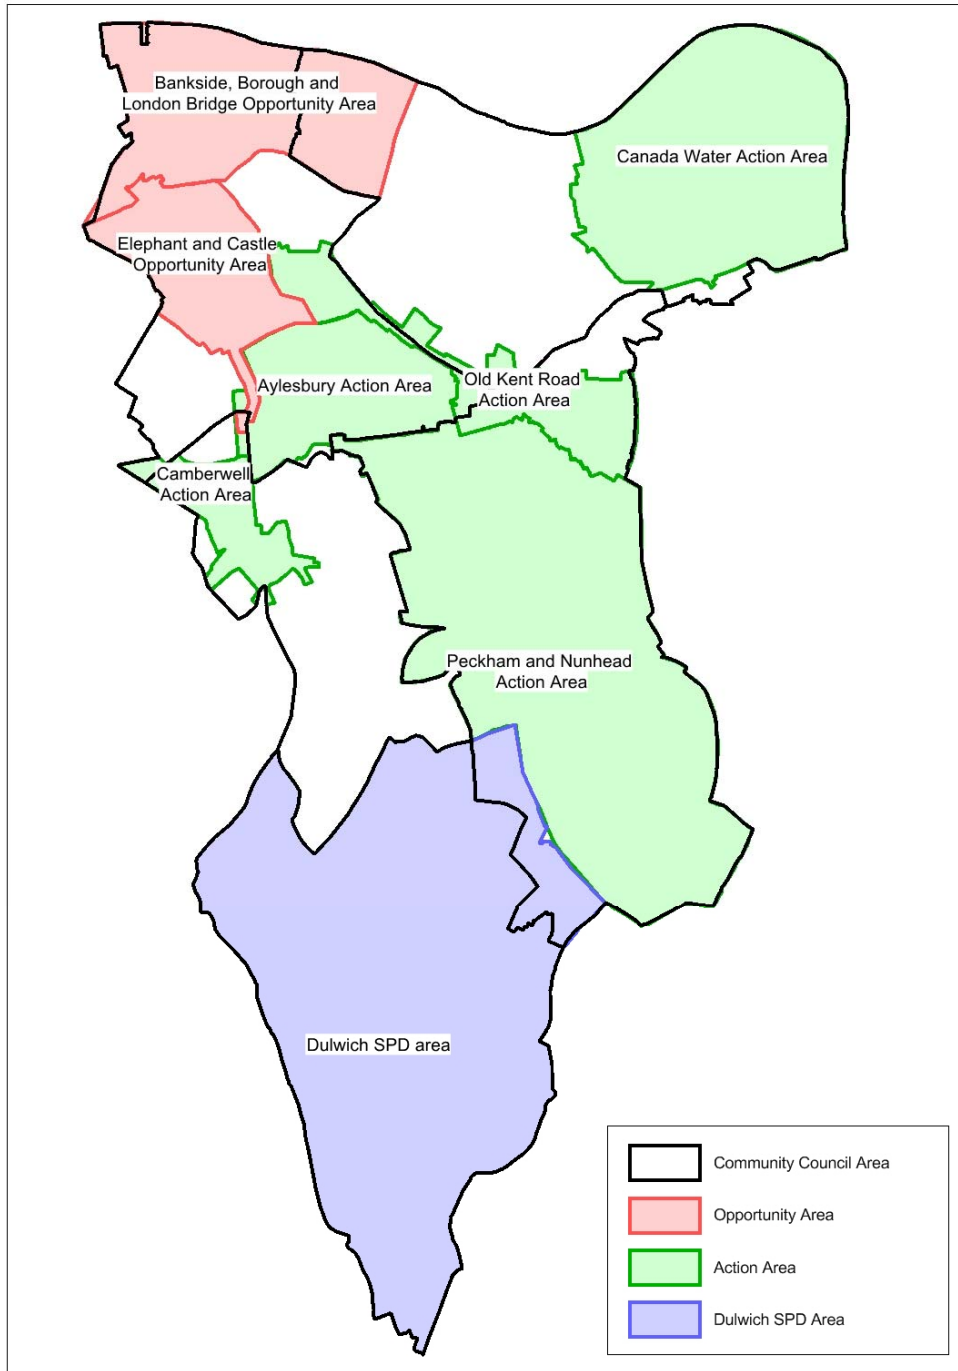 Bankside, Borough and
London Bridge Opportunity Area
Canada Water Action Area
Elephant and Castle
Opportunity Area
Aylesbury Action Area
Old Kent Road
Action Area
Camberwell
Action Area
Peckham and Nunhead
Action Area
Dulwich SPD area
Community Council Area
Opportunity Area
Action Area
Dulwich SPD Area